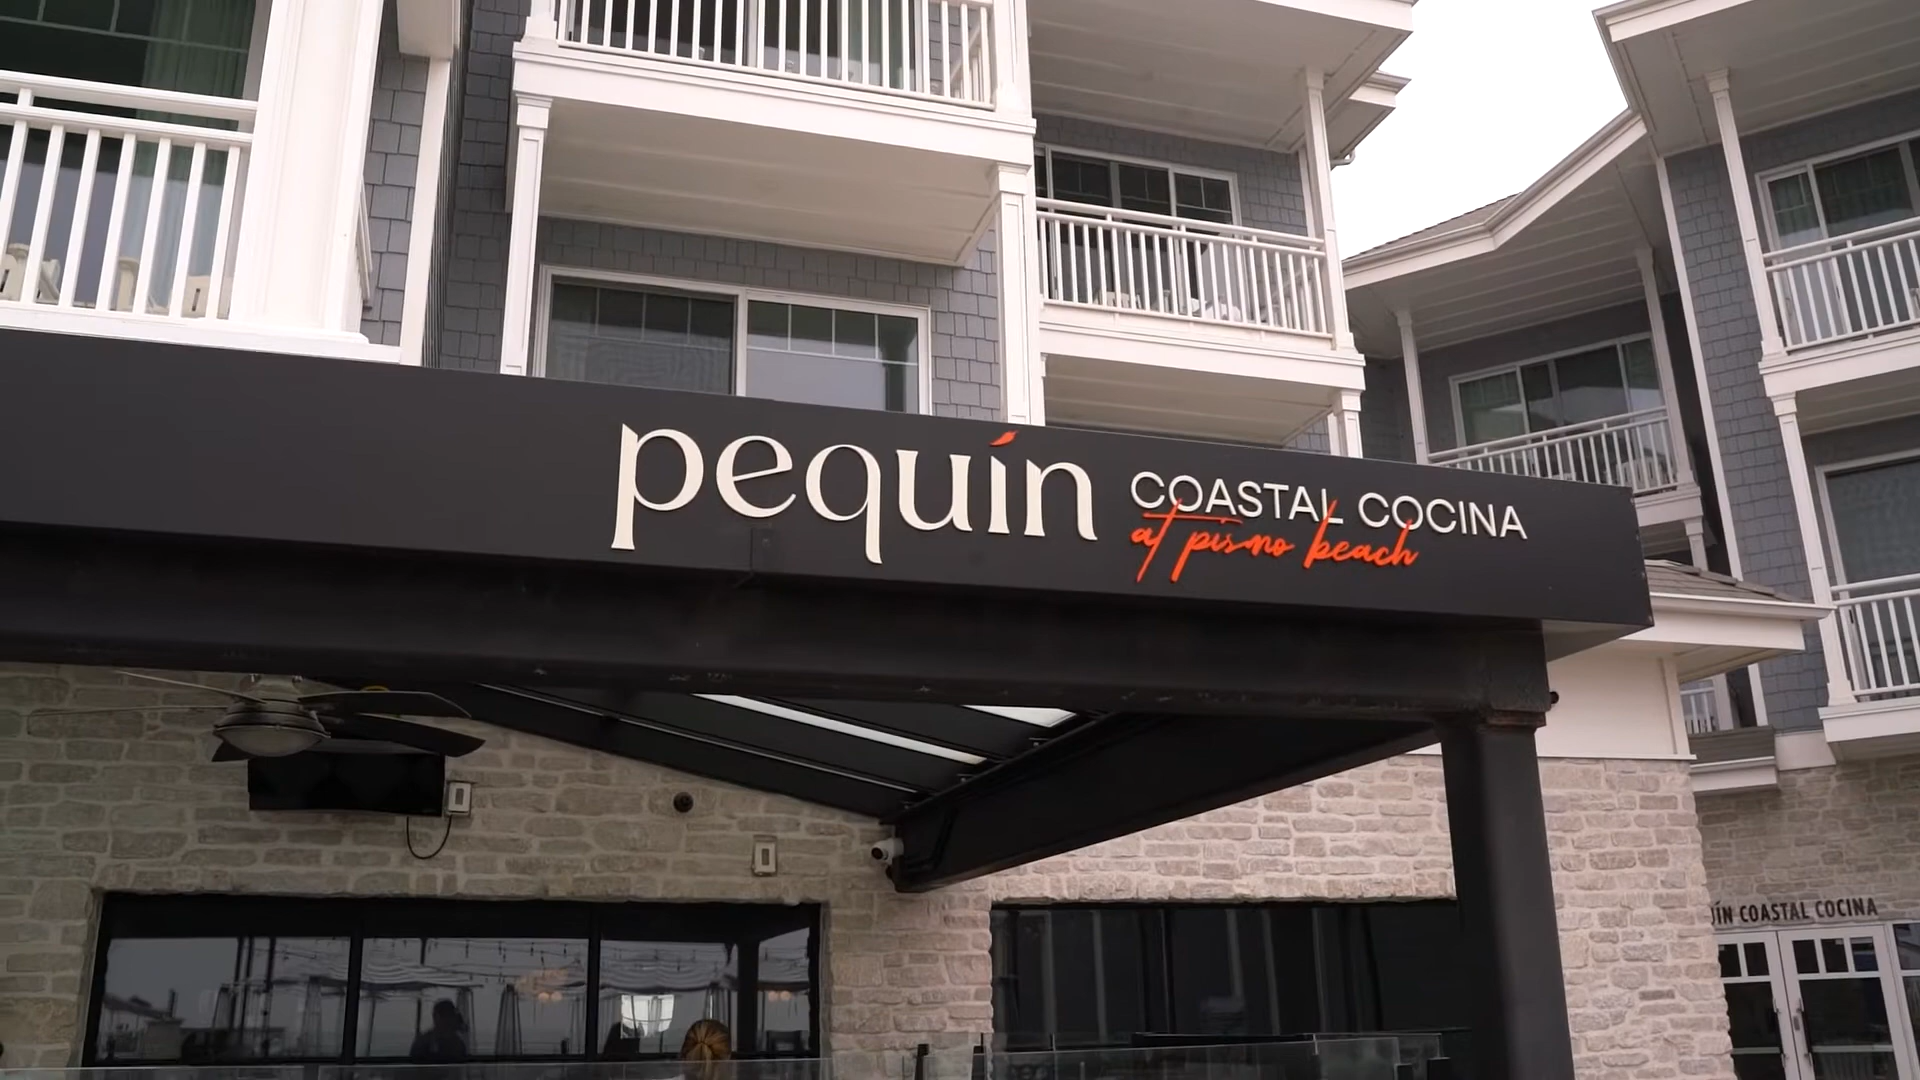 pequín
COASTAL COCINA
at pismo beach
ÍN COASTAL COCINA